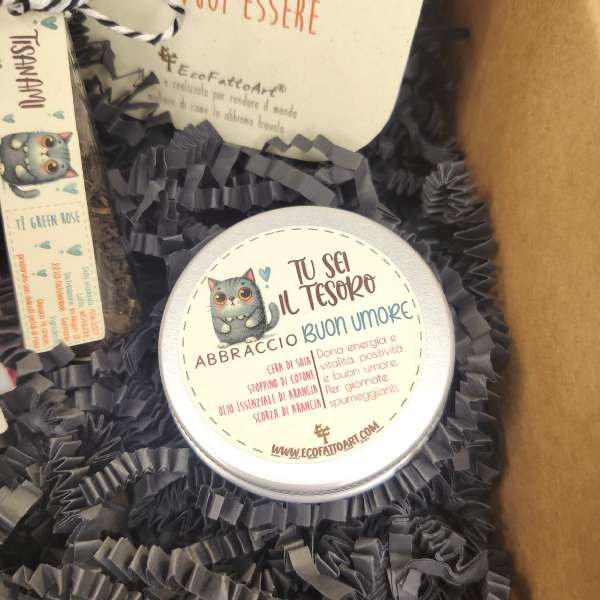 PUOI ESSERE
EcoFattoArt®
e realizzato per rendere il mondo
migliore di come lo abbiamo trovato
TISANAMI
TÈ GREEN ROSE
TU SEI
IL TESORO
ABBRACCIO BUON UMORE
CERA DI SOIA
STOPPINO DI COTONE
OLIO ESSENZIALE DI ARANCIA
SCORZA DI ARANCIA
Dona energia e
vitalità, positività
e buon umore.
Per giornate
spumeggianti.
WWW.ECOFATTOART.COM